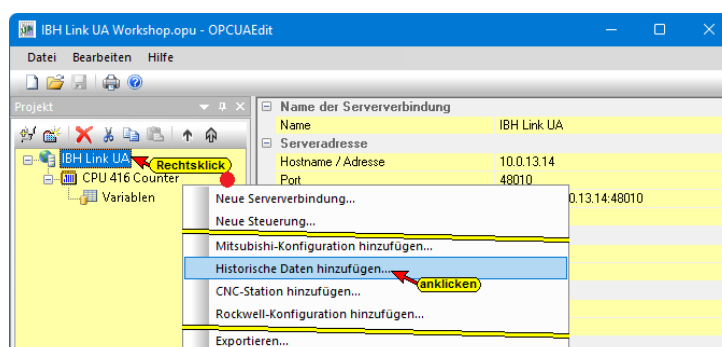 IBH Link UA Workshop.opu - OPCUAEdit
Datei Bearbeiten Hilfe
Projekt
Name der Serververbindung
Name IBH Link UA
Serveradresse
Hostname / Adresse 10.0.13.14
Port 48010
0.13.14:48010
IBH Link UA
Rechtsklick
CPU 416 Counter
Variablen
Neue Serververbindung...
Neue Steuerung...
Mitsubishi-Konfiguration hinzufügen...
Historische Daten hinzufügen...
anklicken
CNC-Station hinzufügen...
Rockwell-Konfiguration hinzufügen...
Exportieren...